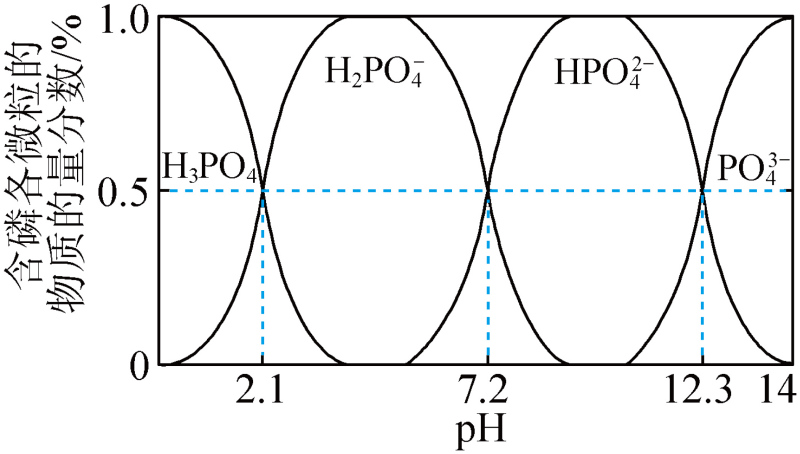 含磷各微粒的
物质的量分数/%
1.0
0.5
0
H₃PO₄
H₂PO₄⁻
HPO₄²⁻
PO₄³⁻
2.1 7.2 12.3 14
pH